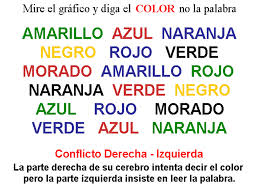 Mire el gráfico y diga el COLOR no la palabra
AMARILLO AZUL NARANJA
NEGRO ROJO VERDE
MORADO AMARILLO ROJO
NARANJA VERDE NEGRO
AZUL ROJO MORADO
VERDE AZUL NARANJA
Conflicto Derecha - Izquierda
La parte derecha de su cerebro intenta decir el color
pero la parte izquierda insiste en leer la palabra.